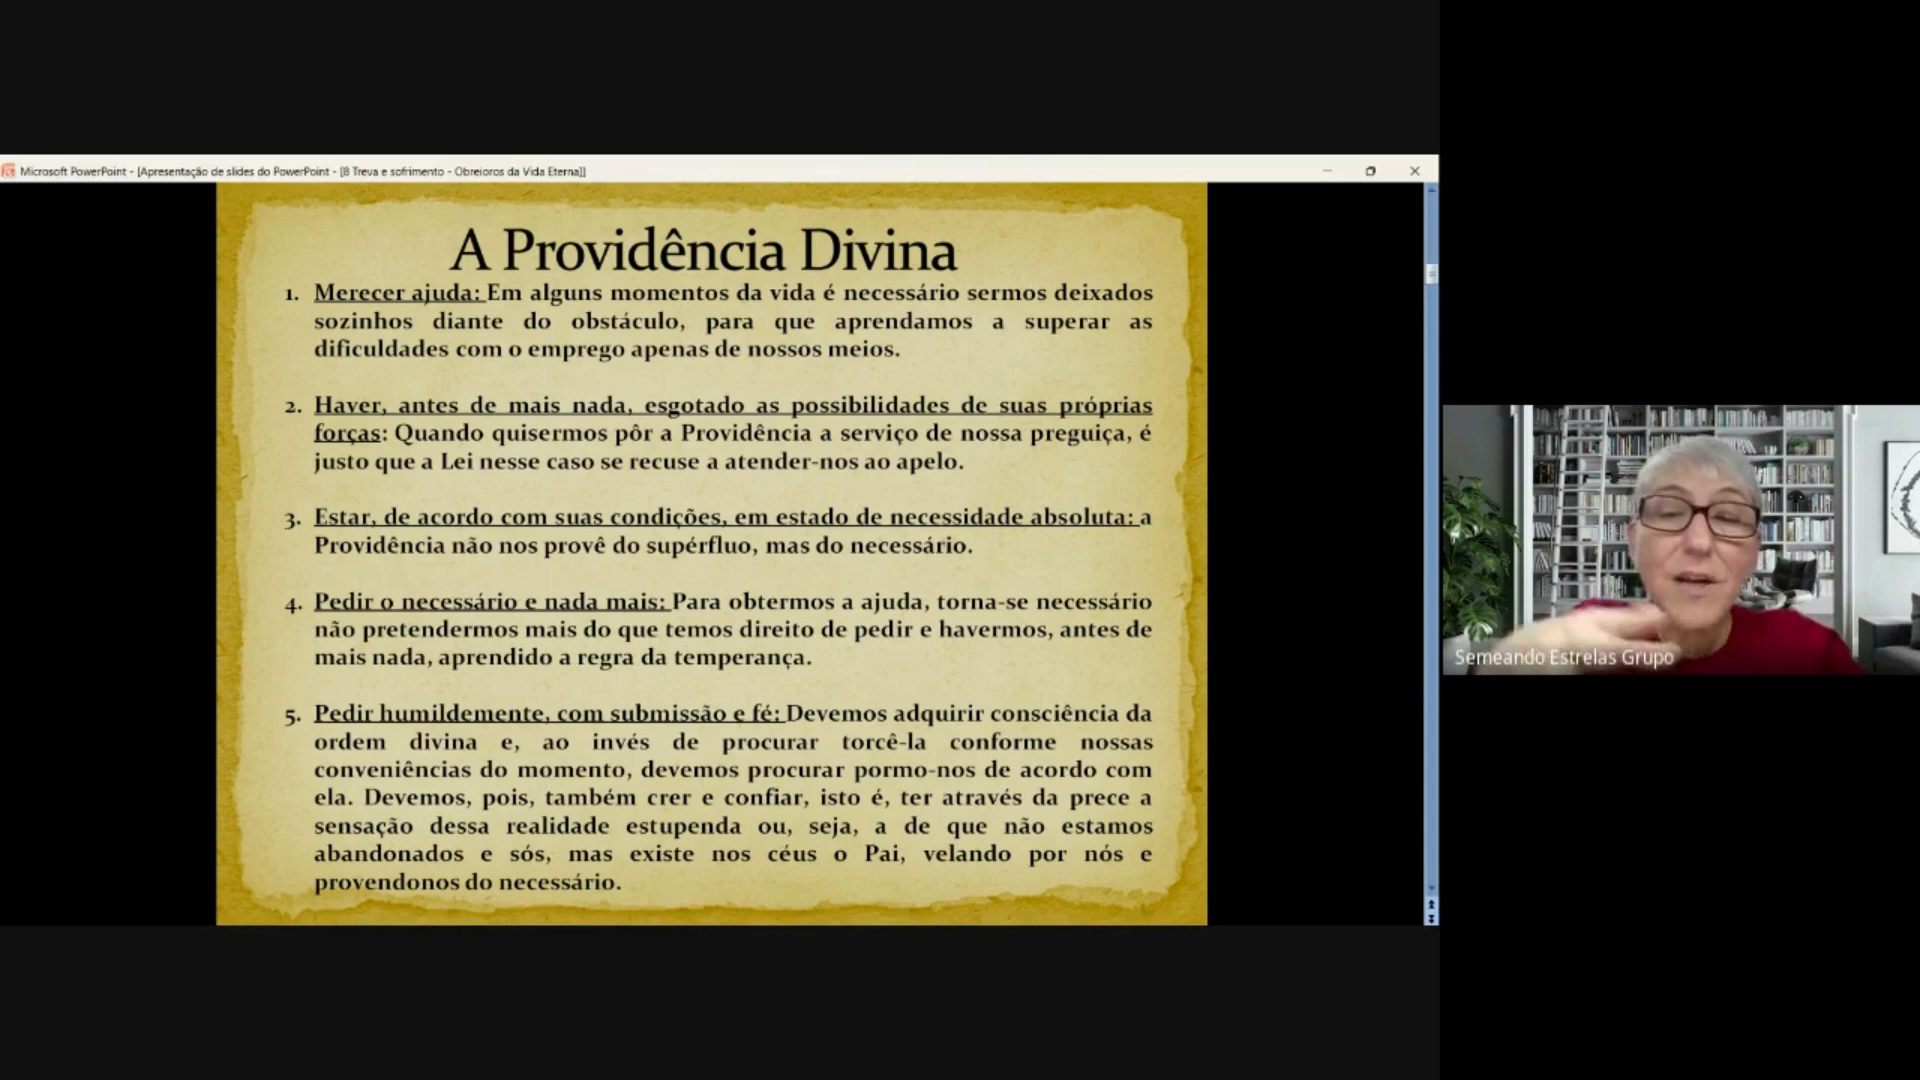 Microsoft PowerPoint - [Apresentação de slides do PowerPoint - [8 Treva e sofrimento - Obreioros da Vida Eterna]]
A Providência Divina
1. Merecer ajuda: Em alguns momentos da vida é necessário sermos deixados
sozinhos diante do obstáculo, para que aprendamos a superar as
dificuldades com o emprego apenas de nossos meios.
2. Haver, antes de mais nada, esgotado as possibilidades de suas próprias
forças: Quando quisermos pôr a Providência a serviço de nossa preguiça, é
justo que a Lei nesse caso se recuse a atender-nos ao apelo.
3. Estar, de acordo com suas condições, em estado de necessidade absoluta: a
Providência não nos provê do supérfluo, mas do necessário.
4. Pedir o necessário e nada mais: Para obtermos a ajuda, torna-se necessário
não pretendermos mais do que temos direito de pedir e havermos, antes de
mais nada, aprendido a regra da temperança.
5. Pedir humildemente, com submissão e fé: Devemos adquirir consciência da
ordem divina e, ao invés de procurar torcê-la conforme nossas
conveniências do momento, devemos procurar pormo-nos de acordo com
ela. Devemos, pois, também crer e confiar, isto é, ter através da prece a
sensação dessa realidade estupenda ou, seja, a de que não estamos
abandonados e sós, mas existe nos céus o Pai, velando por nós e
provendonos do necessário.
Semeando Estrelas Grupo